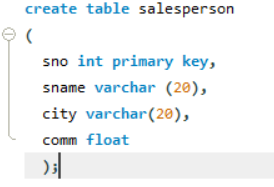 create table salesperson
(
sno int primary key,
sname varchar (20),
city varchar(20),
comm float
);